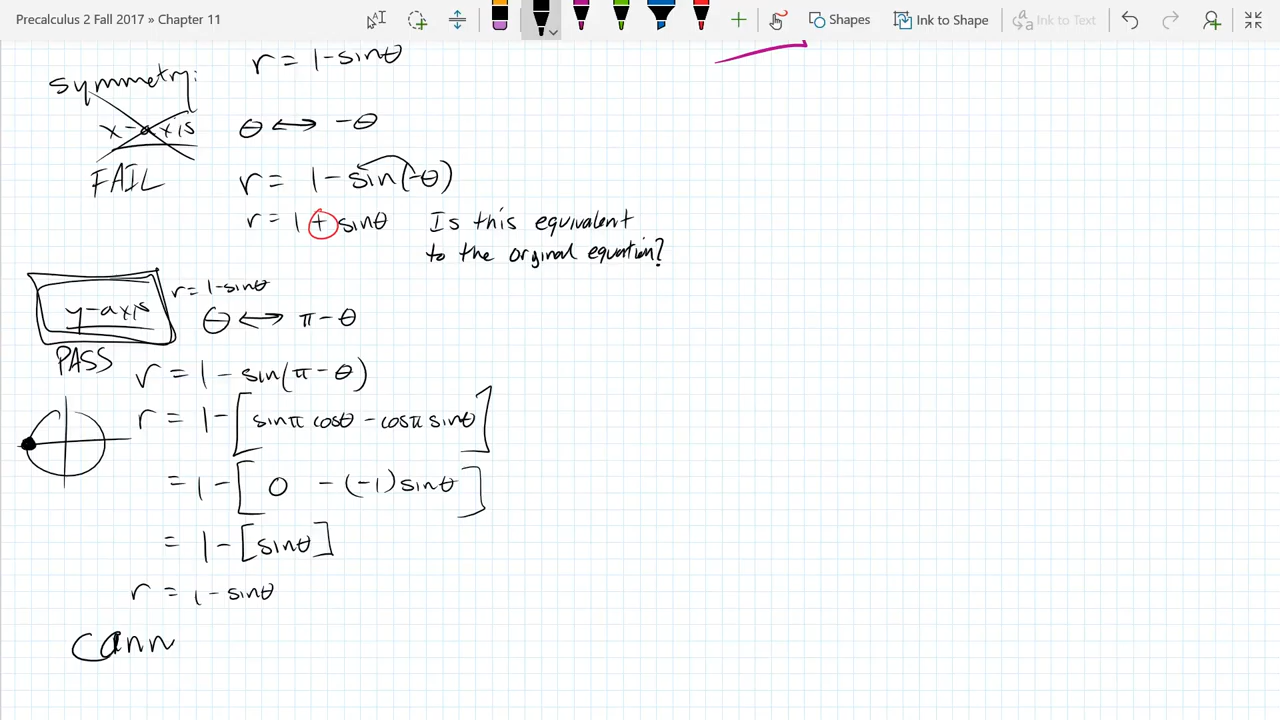 Precalculus 2 Fall 2017 » Chapter 11
Shapes
Ink to Shape
Ink to Text
r = 1-sinθ
symmetry:
x-axis
θ ↔ -θ
FAIL
r = 1 - sin(-θ)
r = 1 + sinθ Is this equivalent
to the orginal equation?
r = 1-sinθ
y-axis
θ ↔ π - θ
PASS
r = 1 - sin(π - θ)
r = 1 - [sinπ cosθ - cosπ sinθ]
= 1 - [0 - (-1)sinθ]
= 1 - [sinθ]
r = 1 - sinθ
Cann